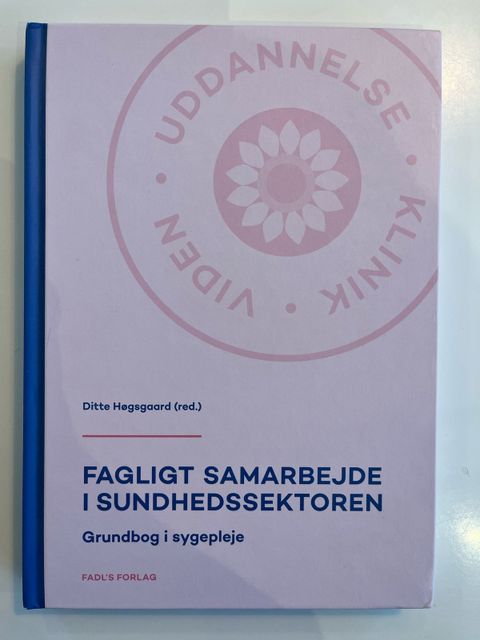 UDDANNELSE • KLINIK • VIDEN •
Ditte Høgsgaard (red.)
FAGLIGT SAMARBEJDE
I SUNDHEDSSEKTOREN
Grundbog i sygepleje
FADL'S FORLAG